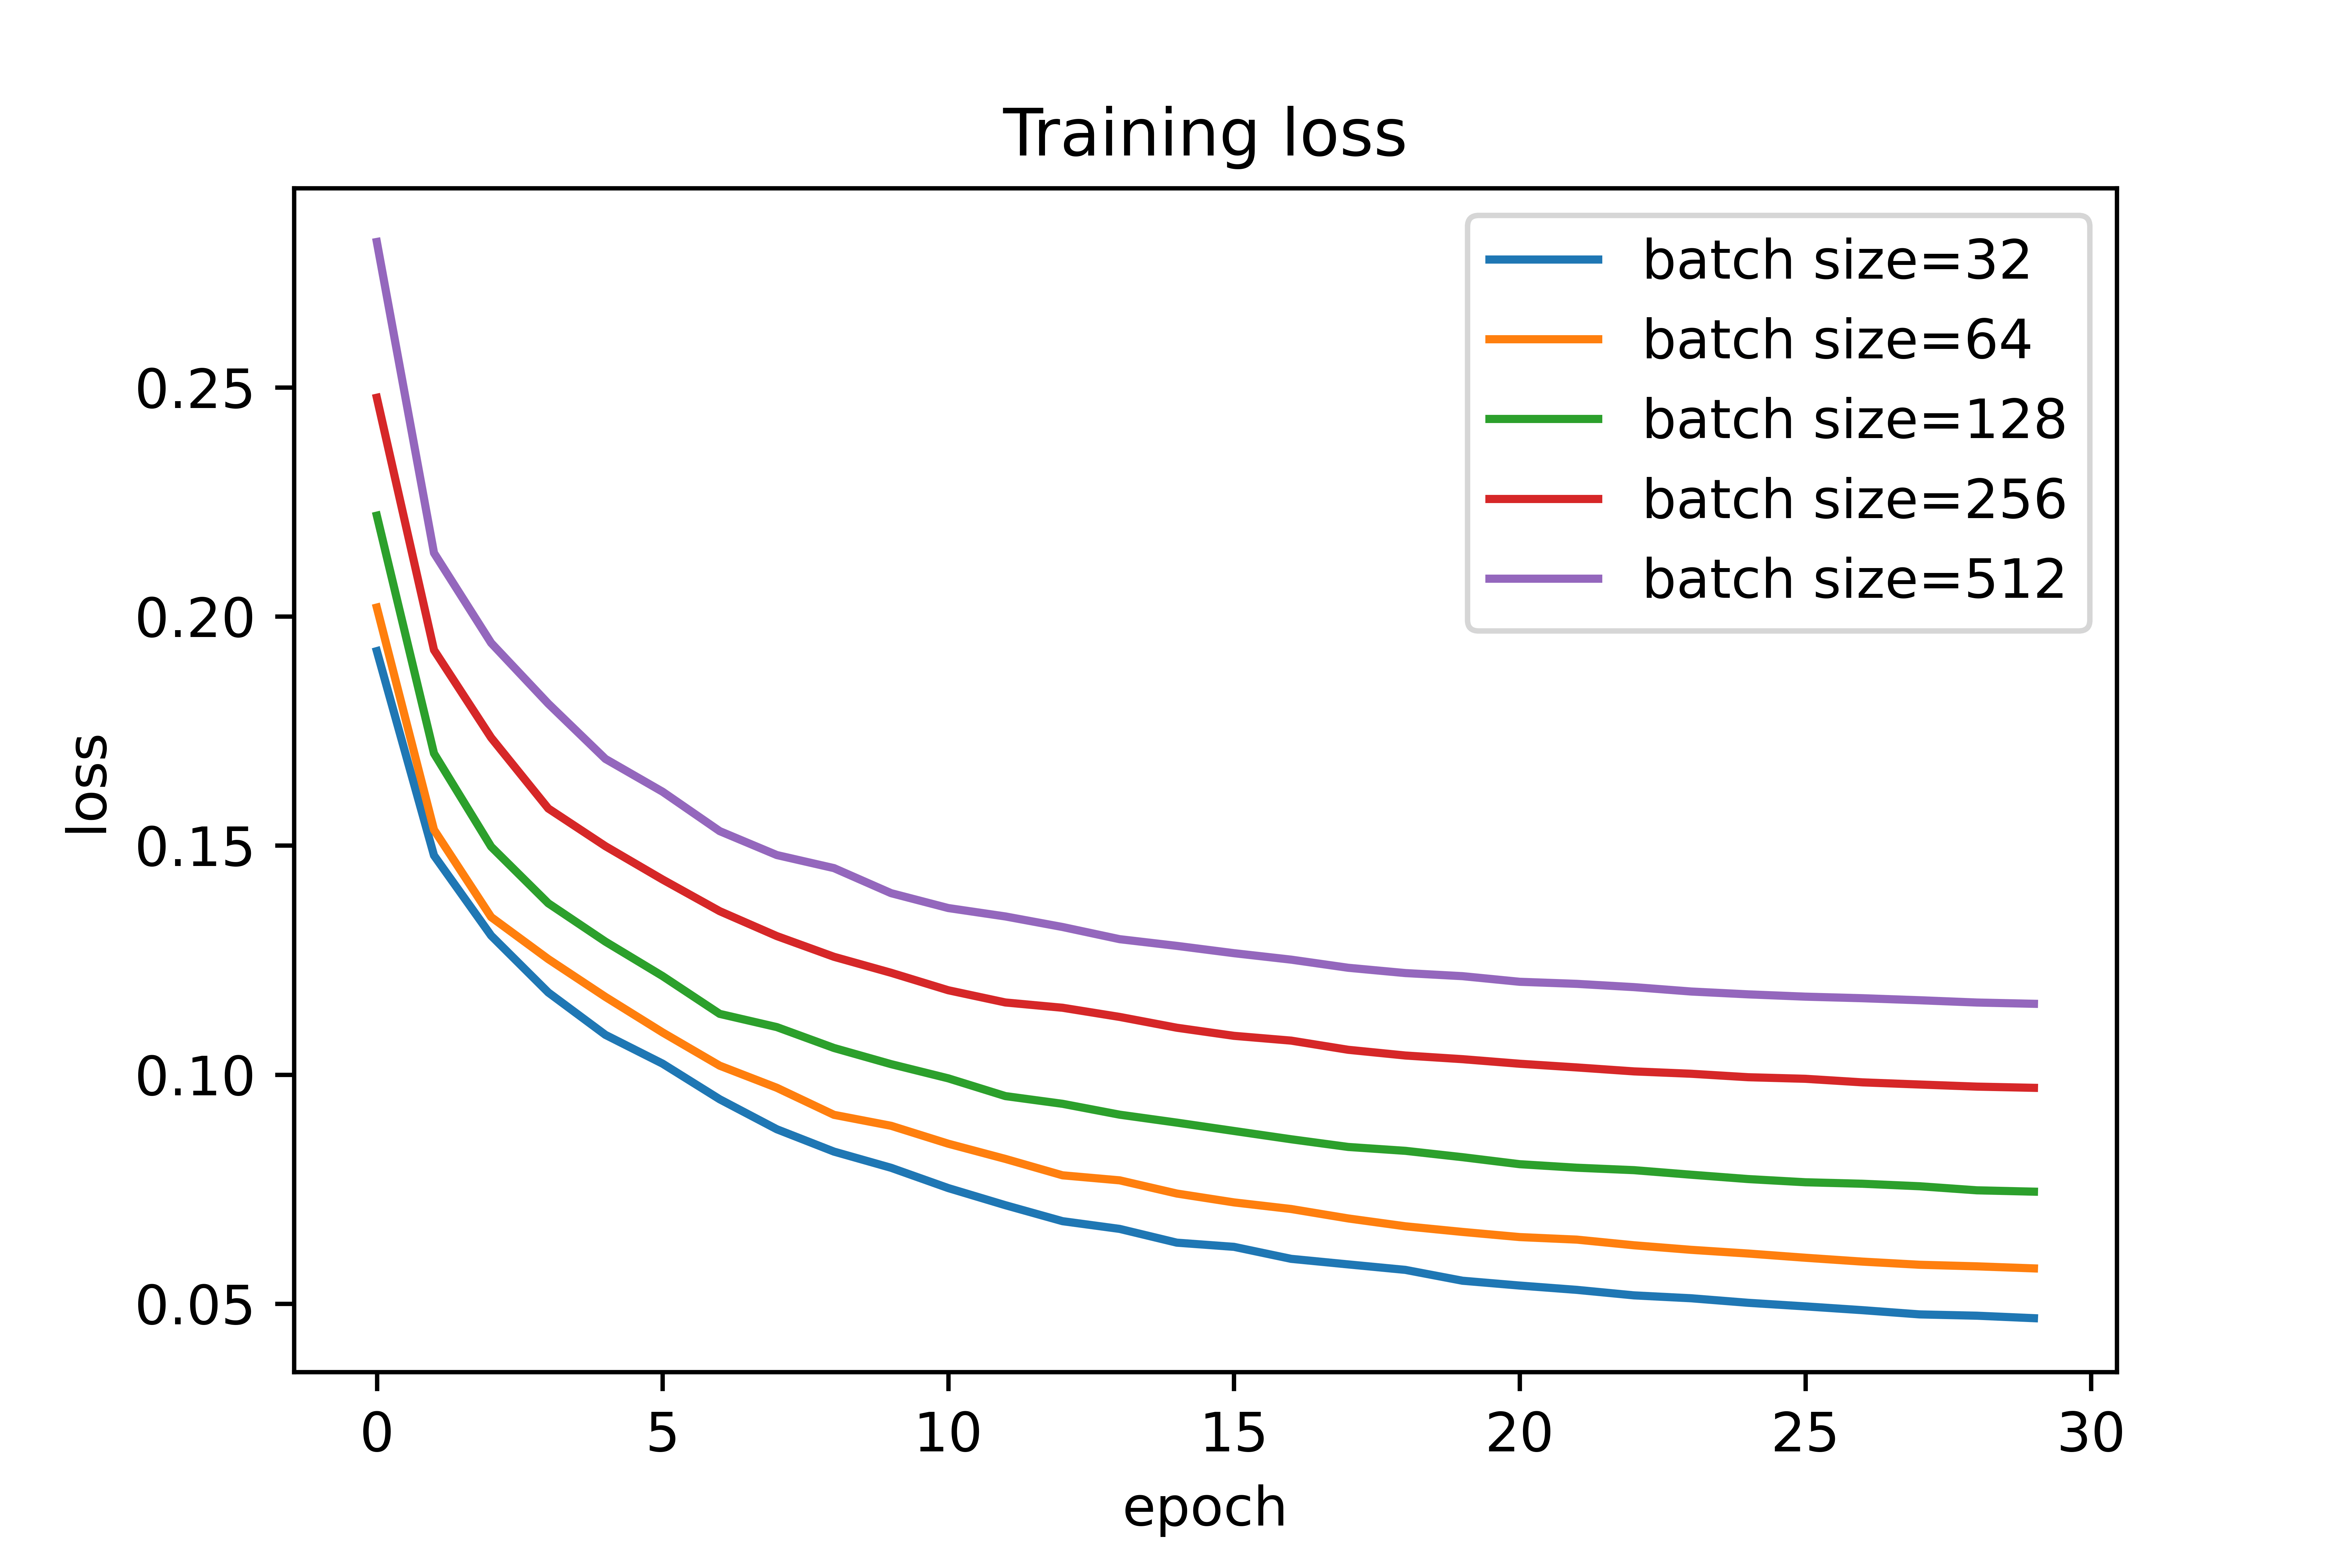 Training loss
batch size=32
batch size=64
batch size=128
batch size=256
batch size=512
0.25
0.20
0.15
0.10
0.05
loss
0 5 10 15 20 25 30
epoch